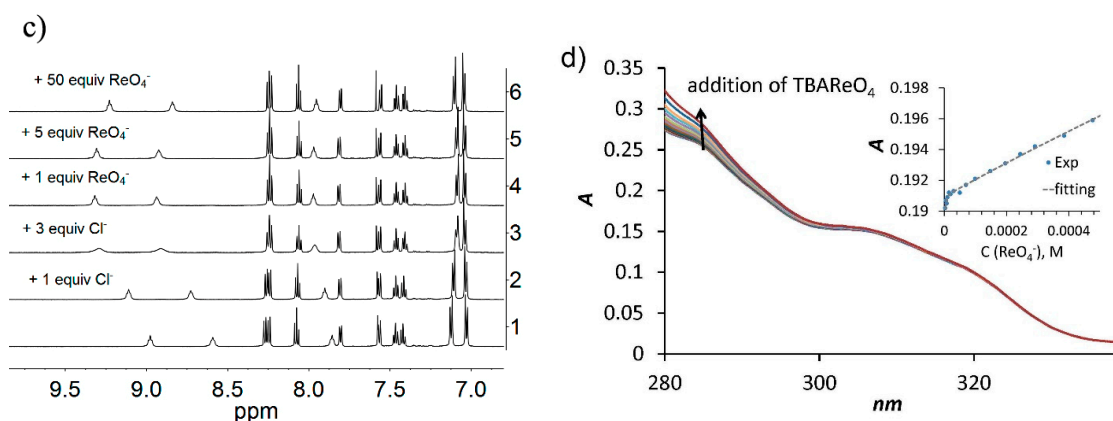 c)
+ 50 equiv ReO₄⁻
6
+ 5 equiv ReO₄⁻
5
+ 1 equiv ReO₄⁻
4
+ 3 equiv Cl⁻
3
+ 1 equiv Cl⁻
2
1
9.5 9.0 8.5 8.0 7.5 7.0
ppm
d)
addition of TBAReO₄
0.35
0.3
0.25
0.2
0.15
0.1
0.05
0
A
280 300 320
nm
0.198
0.196
0.194
0.192
0.191
0.19
A
Exp
fitting
0 0.0002 0.0004
C (ReO₄⁻), M